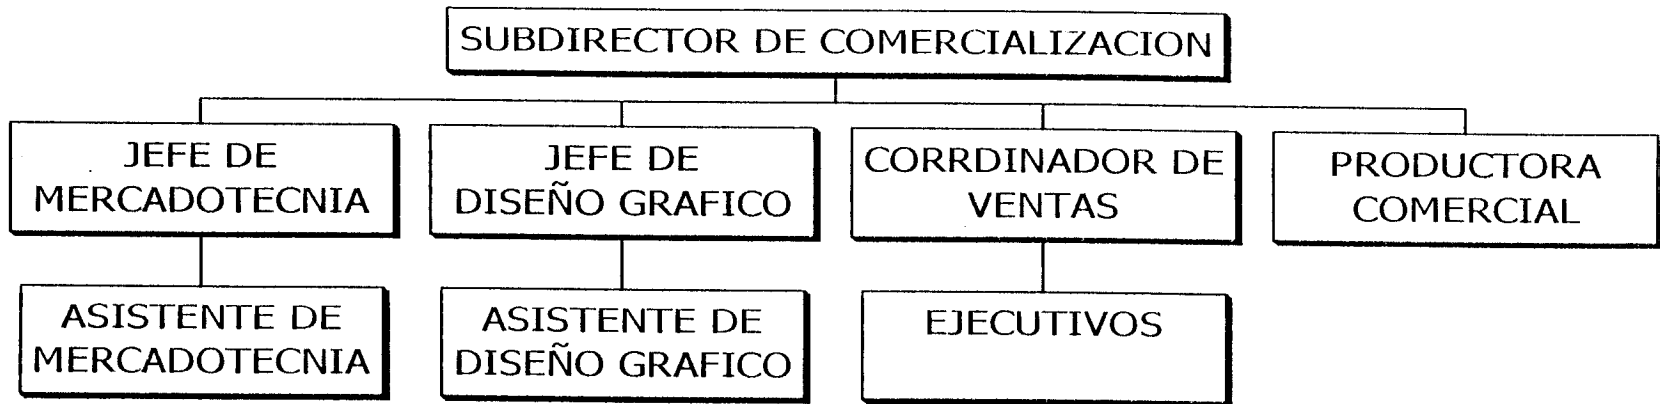 SUBDIRECTOR DE COMERCIALIZACION
JEFE DE
MERCADOTECNIA
JEFE DE
DISEÑO GRAFICO
CORRDINADOR DE
VENTAS
PRODUCTORA
COMERCIAL
ASISTENTE DE
MERCADOTECNIA
ASISTENTE DE
DISEÑO GRAFICO
EJECUTIVOS